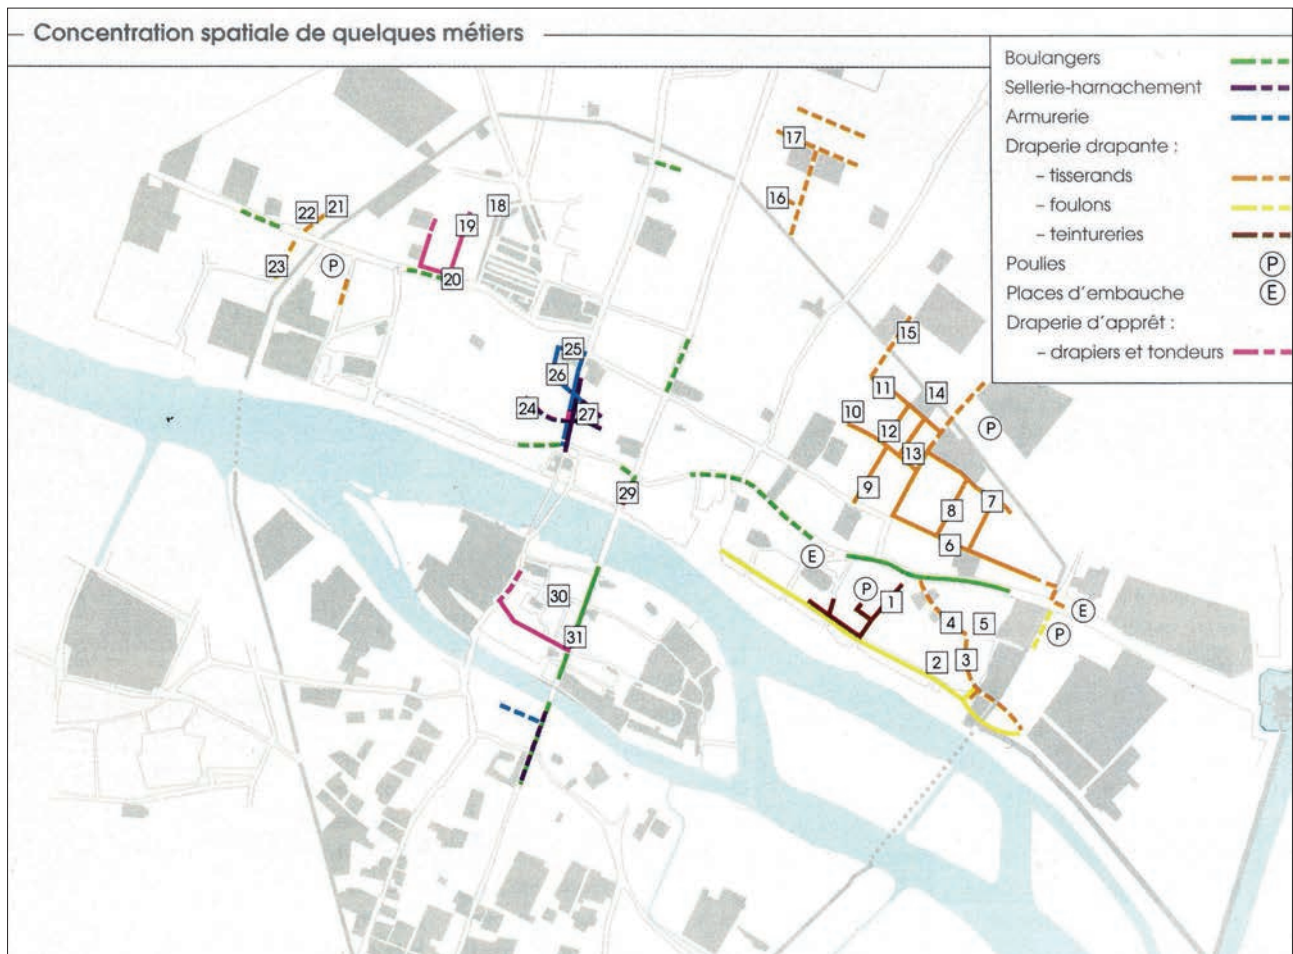 Concentration spatiale de quelques métiers
Boulangers
Sellerie-harnachement
Armurerie
Draperie drapante :
– tisserands
– foulons
– teintureries
Poulies P
Places d'embauche E
Draperie d'apprêt :
– drapiers et tondeurs
17
16
22 21
18
19
23 P
20
15
25
26
24 27
11 14
10
12
13
P
9
29
8 7
6
E
P 1
30
31
4 5
E
P
2 3